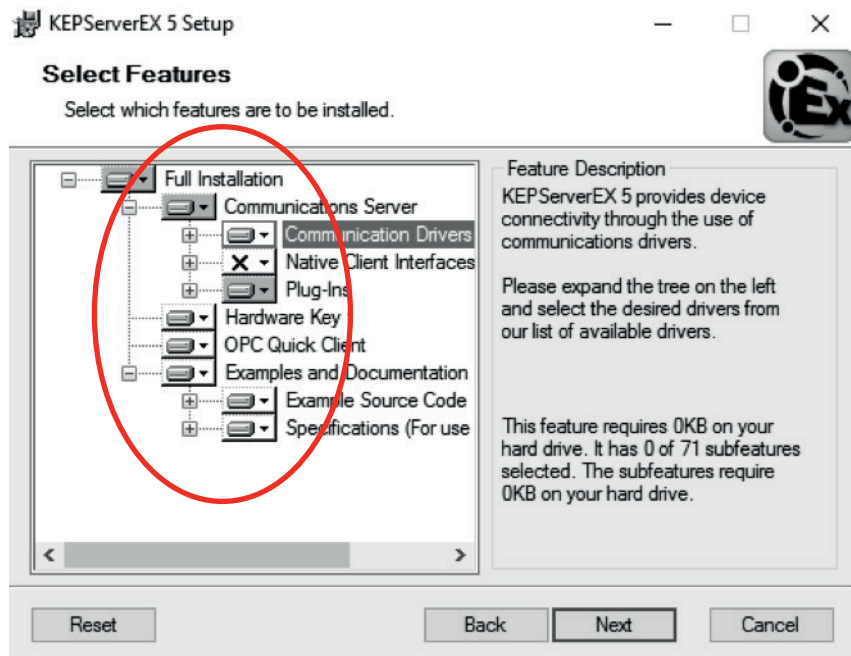 KEPServerEX 5 Setup
Select Features
Select which features are to be installed.
Ex
Full Installation
Communications Server
Communication Drivers
Native Client Interfaces
Plug-Ins
Hardware Key
OPC Quick Client
Examples and Documentation
Example Source Code
Specifications (For use
Feature Description
KEPServerEX 5 provides device
connectivity through the use of
communications drivers.
Please expand the tree on the left
and select the desired drivers from
our list of available drivers.
This feature requires 0KB on your
hard drive. It has 0 of 71 subfeatures
selected. The subfeatures require
0KB on your hard drive.
Reset
Back
Next
Cancel